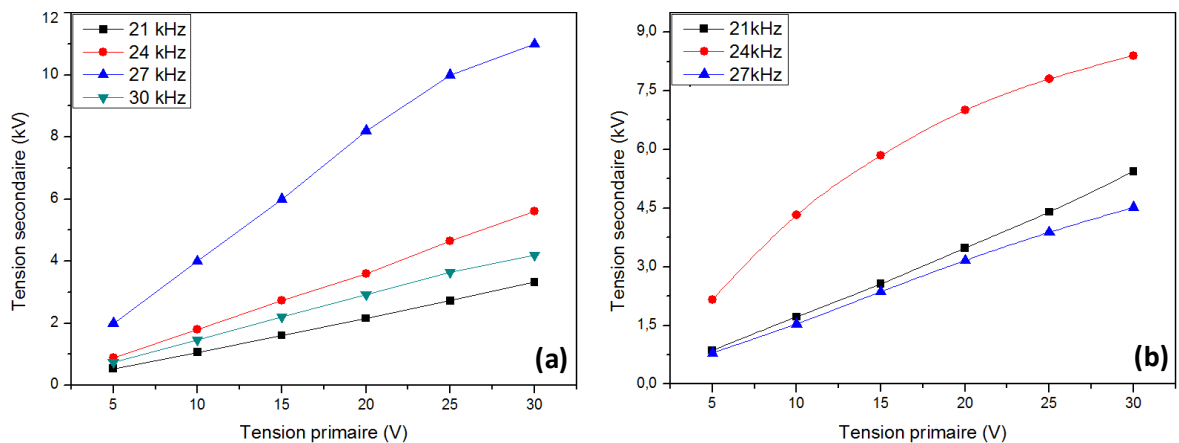 12
10
8
6
4
2
0
Tension secondaire (kV)
21 kHz
24 kHz
27 kHz
30 kHz
(a)
5 10 15 20 25 30
Tension primaire (V)
9,0
7,5
6,0
4,5
3,0
1,5
0,0
Tension secondaire (kV)
21kHz
24kHz
27kHz
(b)
5 10 15 20 25 30
Tension primaire (V)